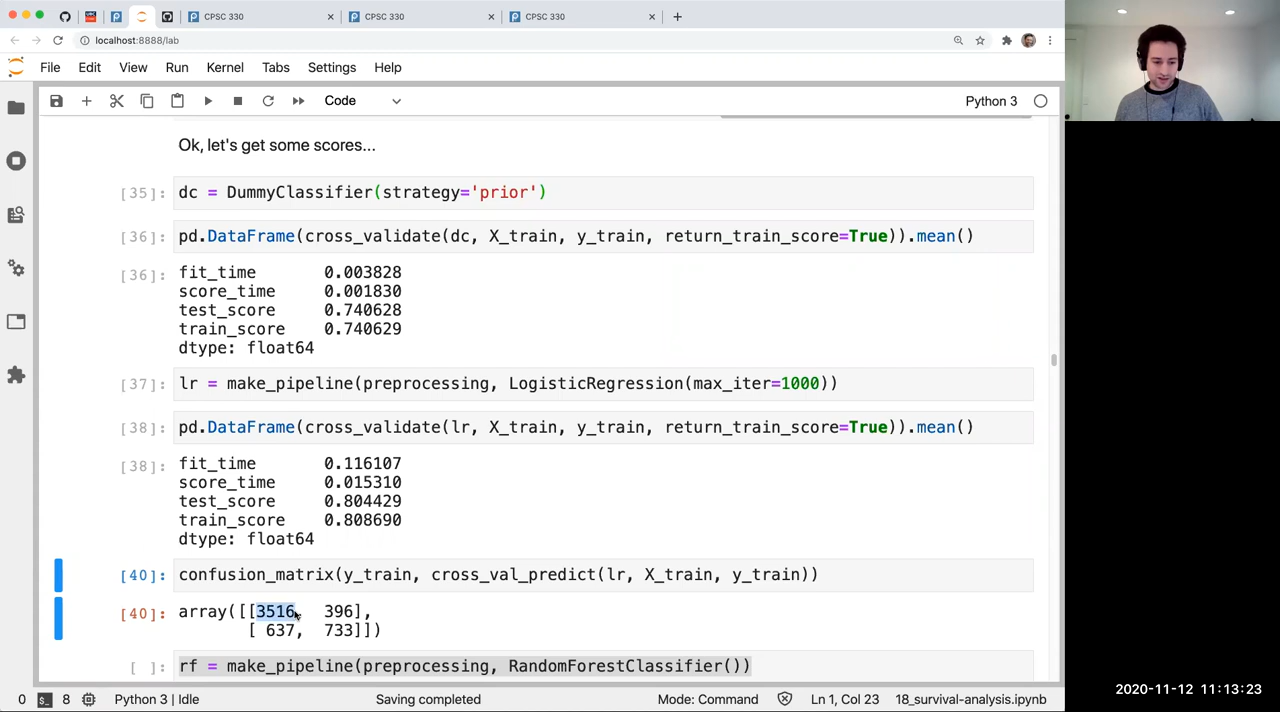 CPSC 330 CPSC 330 CPSC 330
localhost:8888/lab
File Edit View Run Kernel Tabs Settings Help
Code Python 3
Ok, let's get some scores...
[35]: dc = DummyClassifier(strategy='prior')
[36]: pd.DataFrame(cross_validate(dc, X_train, y_train, return_train_score=True)).mean()
[36]: fit_time 0.003828
score_time 0.001830
test_score 0.740628
train_score 0.740629
dtype: float64
[37]: lr = make_pipeline(preprocessing, LogisticRegression(max_iter=1000))
[38]: pd.DataFrame(cross_validate(lr, X_train, y_train, return_train_score=True)).mean()
[38]: fit_time 0.116107
score_time 0.015310
test_score 0.804429
train_score 0.808690
dtype: float64
[40]: confusion_matrix(y_train, cross_val_predict(lr, X_train, y_train))
[40]: array([[3516, 396],
[ 637, 733]])
[ ]: rf = make_pipeline(preprocessing, RandomForestClassifier())
0 8 Python 3 | Idle Saving completed Mode: Command Ln 1, Col 23 18_survival-analysis.ipynb
2020-11-12 11:13:23